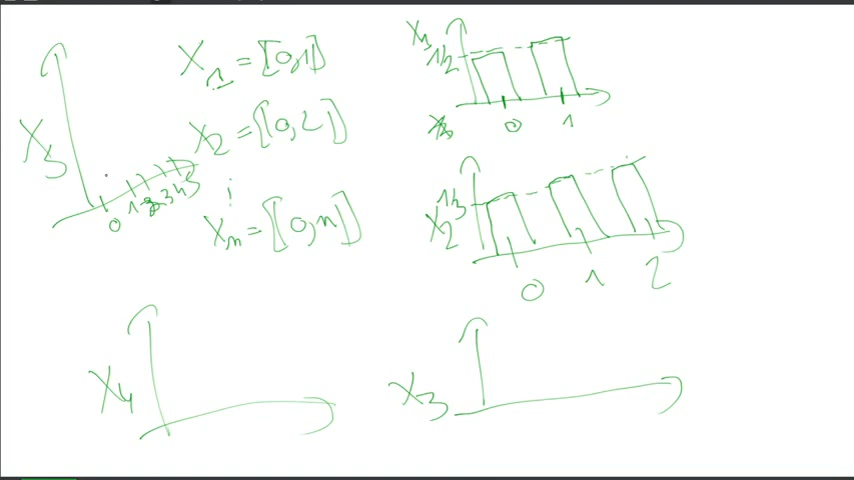 X₁ = [[0,1]]
X₂ = [[0,2]]
Xₙ = [[0,n]]
X₃
0 1 2 3 4 5
X₁
1/2
0 1
X₂
1/3
0 1 2
X₄
X₃